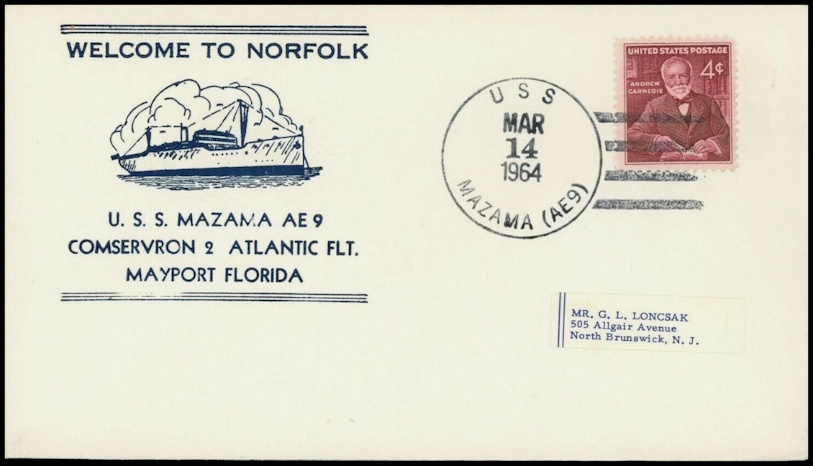 WELCOME TO NORFOLK
U. S. S. MAZAMA AE 9
COMSERVRON 2 ATLANTIC FLT.
MAYPORT FLORIDA
USS
MAR
14
1964
MAZAMA (AE9)
UNITED STATES POSTAGE
4¢
ANDREW
CARNEGIE
MR. G. L. LONCSAK
505 Allgair Avenue
North Brunswick, N. J.